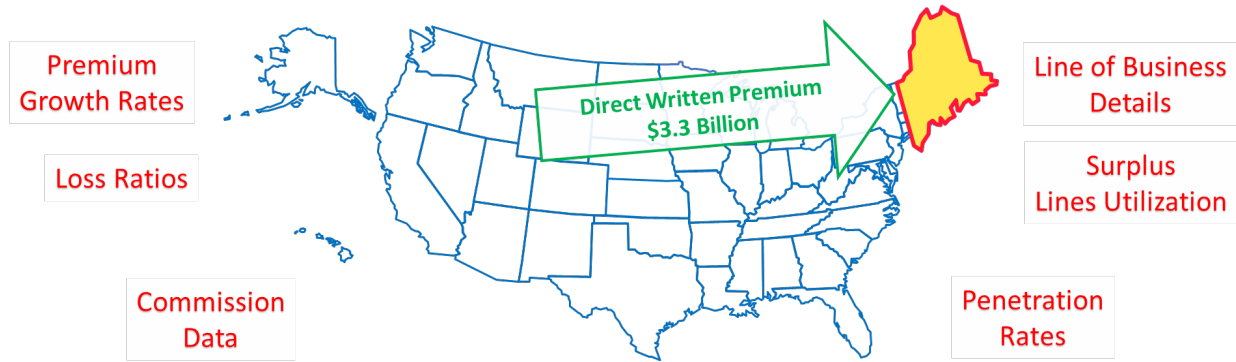 Premium
Growth Rates
Loss Ratios
Commission
Data
Direct Written Premium
$3.3 Billion
Line of Business
Details
Surplus
Lines Utilization
Penetration
Rates